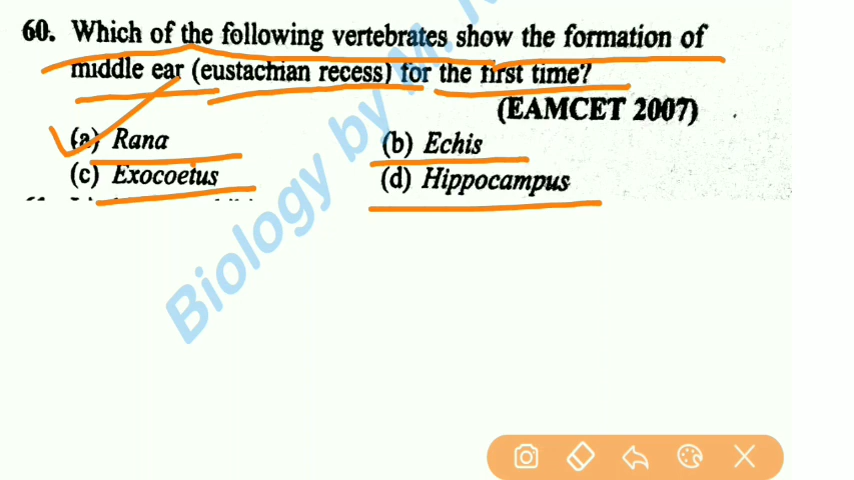 60. Which of the following vertebrates show the formation of
middle ear (eustachian recess) for the first time?
(EAMCET 2007)
(a) Rana (b) Echis
(c) Exocoetus (d) Hippocampus
Biology by M.